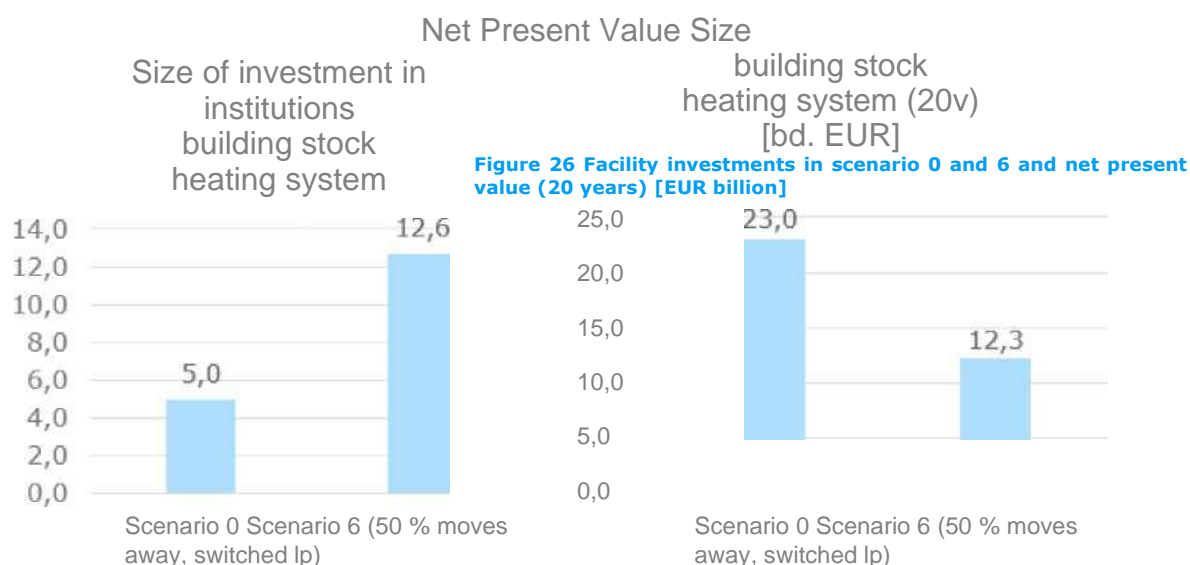 Net Present Value Size
Size of investment in
institutions
building stock
heating system
building stock
heating system (20v)
[bd. EUR]
Figure 26 Facility investments in scenario 0 and 6 and net present
value (20 years) [EUR billion]
14,0
12,0
10,0
8,0
6,0
4,0
2,0
0,0
5,0
12,6
Scenario 0 Scenario 6 (50 % moves
away, switched lp)
25,0
20,0
15,0
10,0
5,0
0,0
23,0
12,3
Scenario 0 Scenario 6 (50 % moves
away, switched lp)